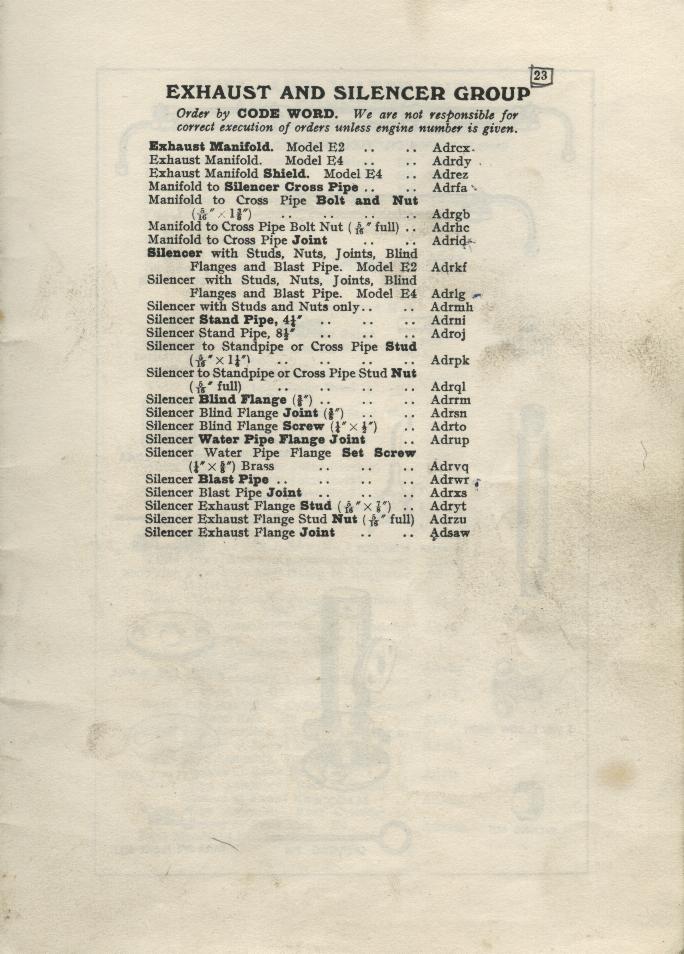 23
EXHAUST AND SILENCER GROUP
Order by CODE WORD. We are not responsible for
correct execution of orders unless engine number is given.
Exhaust Manifold. Model E2 .. .. Adrcx
Exhaust Manifold. Model E4 .. .. Adrdy
Exhaust Manifold Shield. Model E4 .. Adrez
Manifold to Silencer Cross Pipe .. .. Adrfa
Manifold to Cross Pipe Bolt and Nut
(5/16″ × 1⅜″) .. .. .. .. Adrgb
Manifold to Cross Pipe Bolt Nut (5/16″ full) .. Adrhc
Manifold to Cross Pipe Joint .. .. Adrid
Silencer with Studs, Nuts, Joints, Blind
Flanges and Blast Pipe. Model E2 Adrkf
Silencer with Studs, Nuts, Joints, Blind
Flanges and Blast Pipe. Model E4 Adrlg
Silencer with Studs and Nuts only .. .. Adrmh
Silencer Stand Pipe, 4¼″ .. .. .. Adrni
Silencer Stand Pipe, 8½″ .. .. .. Adroj
Silencer to Standpipe or Cross Pipe Stud
(5/16″ × 1¼″) .. .. .. .. Adrpk
Silencer to Standpipe or Cross Pipe Stud Nut
(5/16″ full) .. .. .. .. Adrql
Silencer Blind Flange (⅜″) .. .. .. Adrrm
Silencer Blind Flange Joint (⅜″) .. .. Adrsn
Silencer Blind Flange Screw (¼″ × ½″) .. Adrto
Silencer Water Pipe Flange Joint .. Adrup
Silencer Water Pipe Flange Set Screw
(¼″ × ⅝″) Brass .. .. .. Adrvq
Silencer Blast Pipe .. .. .. .. Adrwr
Silencer Blast Pipe Joint .. .. .. Adrxs
Silencer Exhaust Flange Stud (5/16″ × ⅞″) .. Adryt
Silencer Exhaust Flange Stud Nut (5/16″ full) Adrzu
Silencer Exhaust Flange Joint .. .. Adsaw